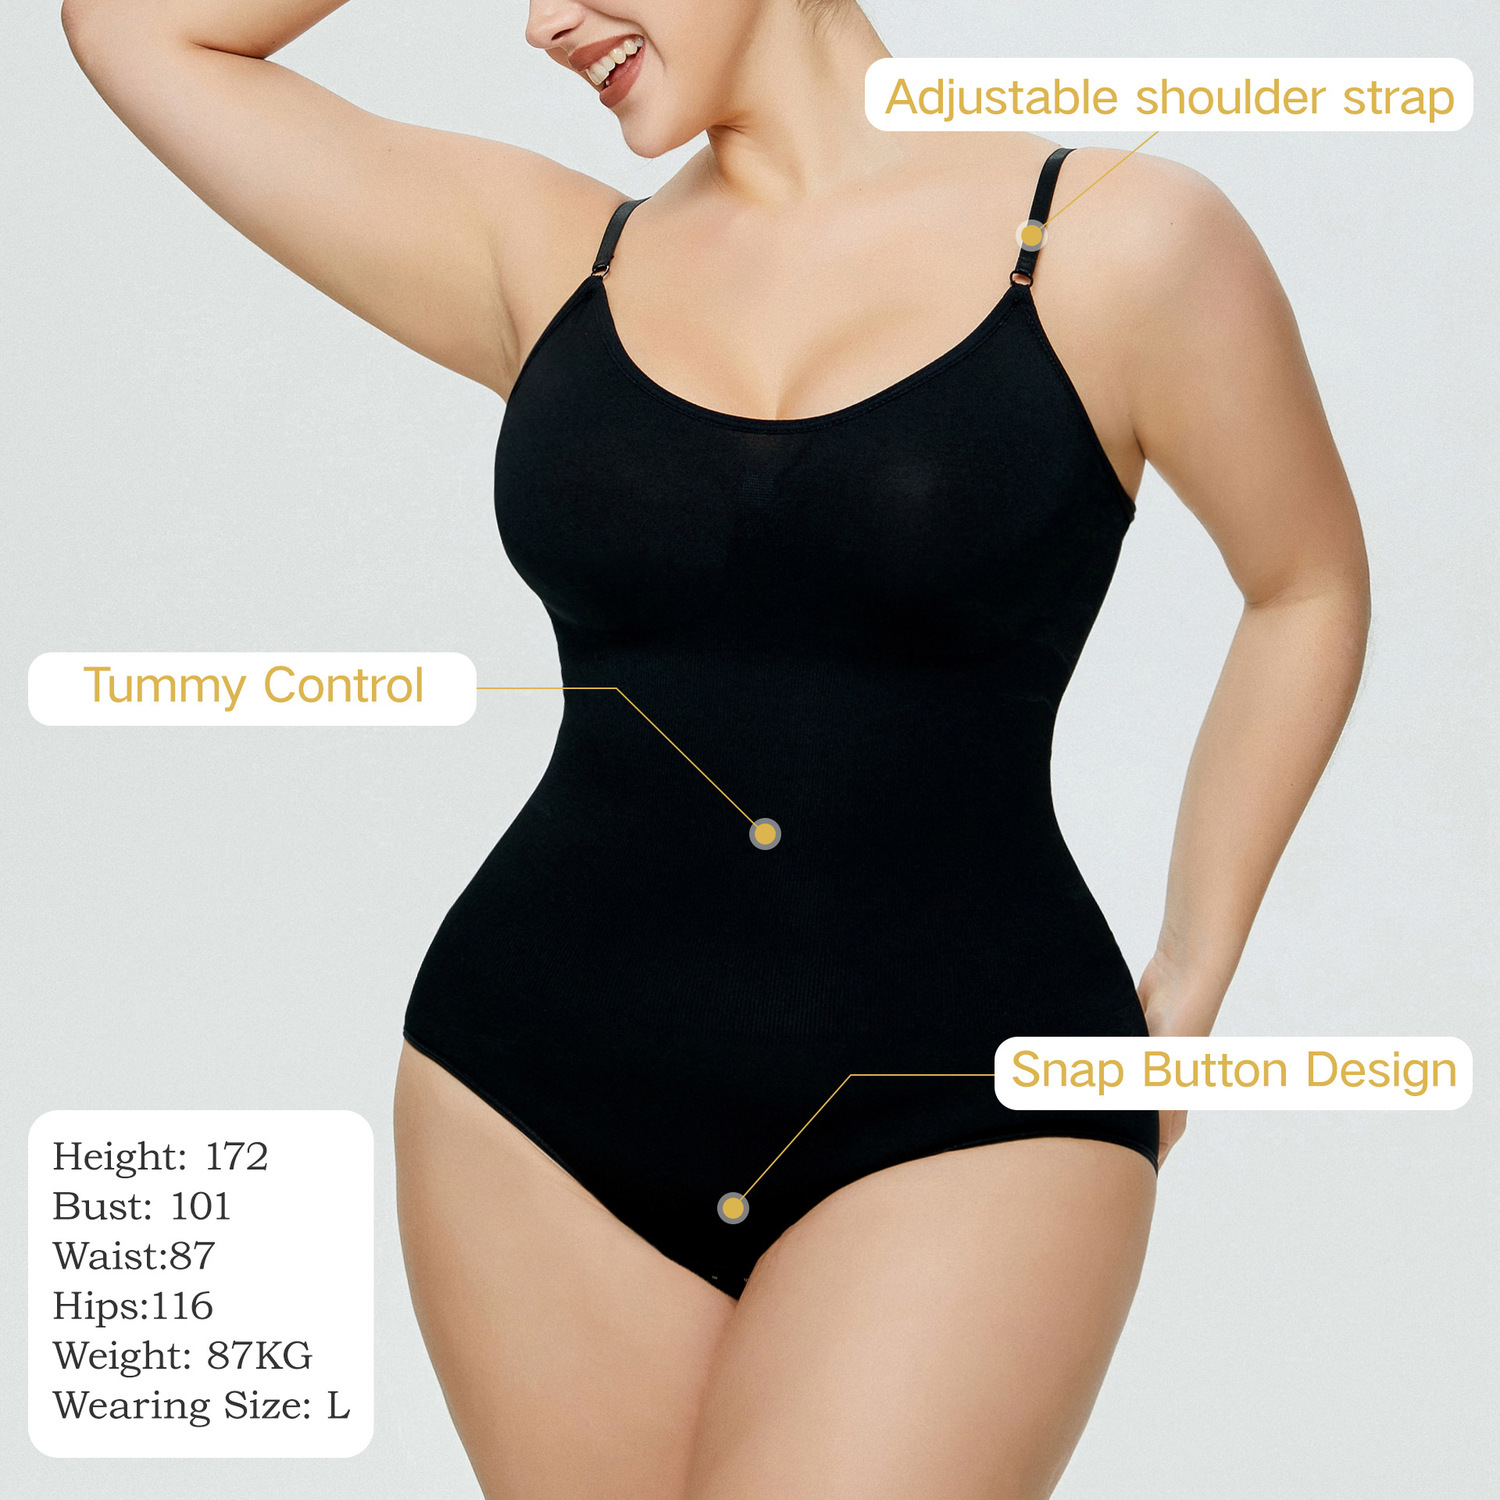 Adjustable shoulder strap
Tummy Control
Snap Button Design
Height: 172
Bust: 101
Waist:87
Hips:116
Weight: 87KG
Wearing Size: L